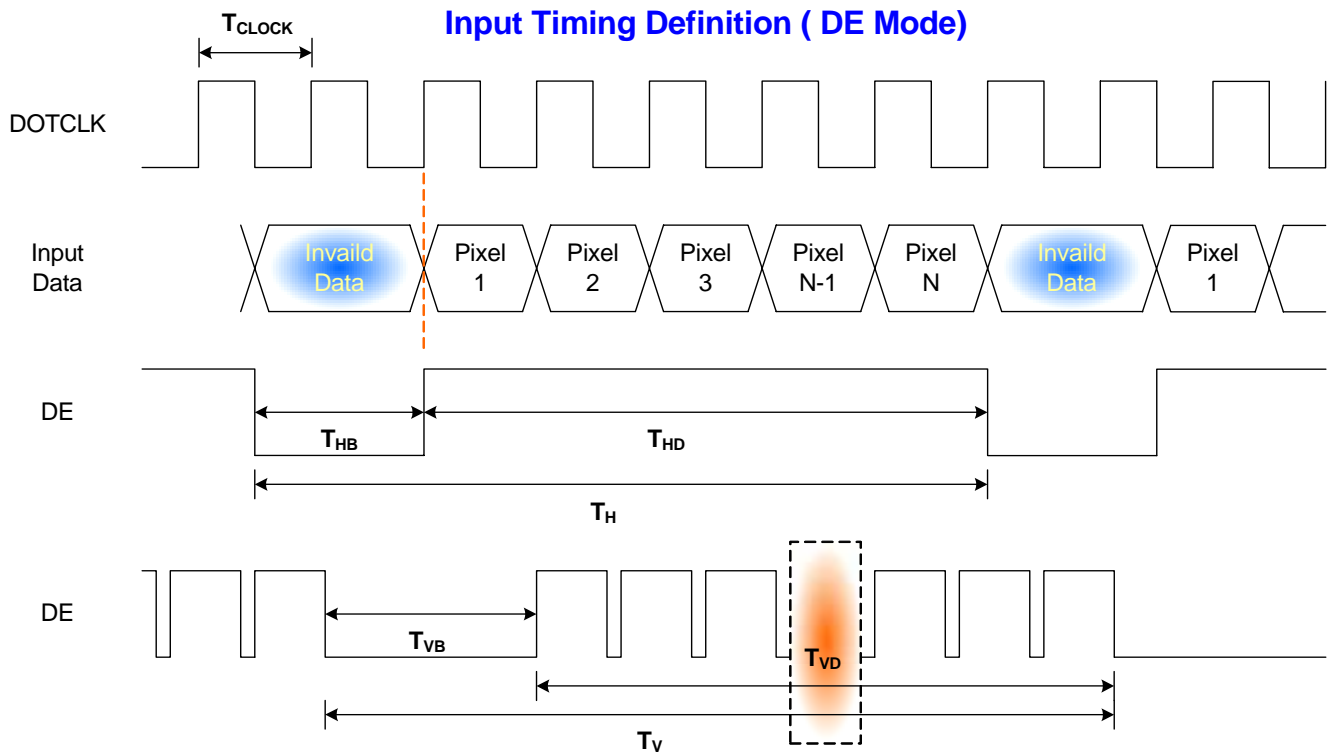 Input Timing Definition ( DE Mode)
TCLOCK
DOTCLK
Input
Data
Invaild
Data
Pixel
1
Pixel
2
Pixel
3
Pixel
N-1
Pixel
N
Invaild
Data
Pixel
1
DE
THB
THD
TH
DE
TVB
TVD
TV